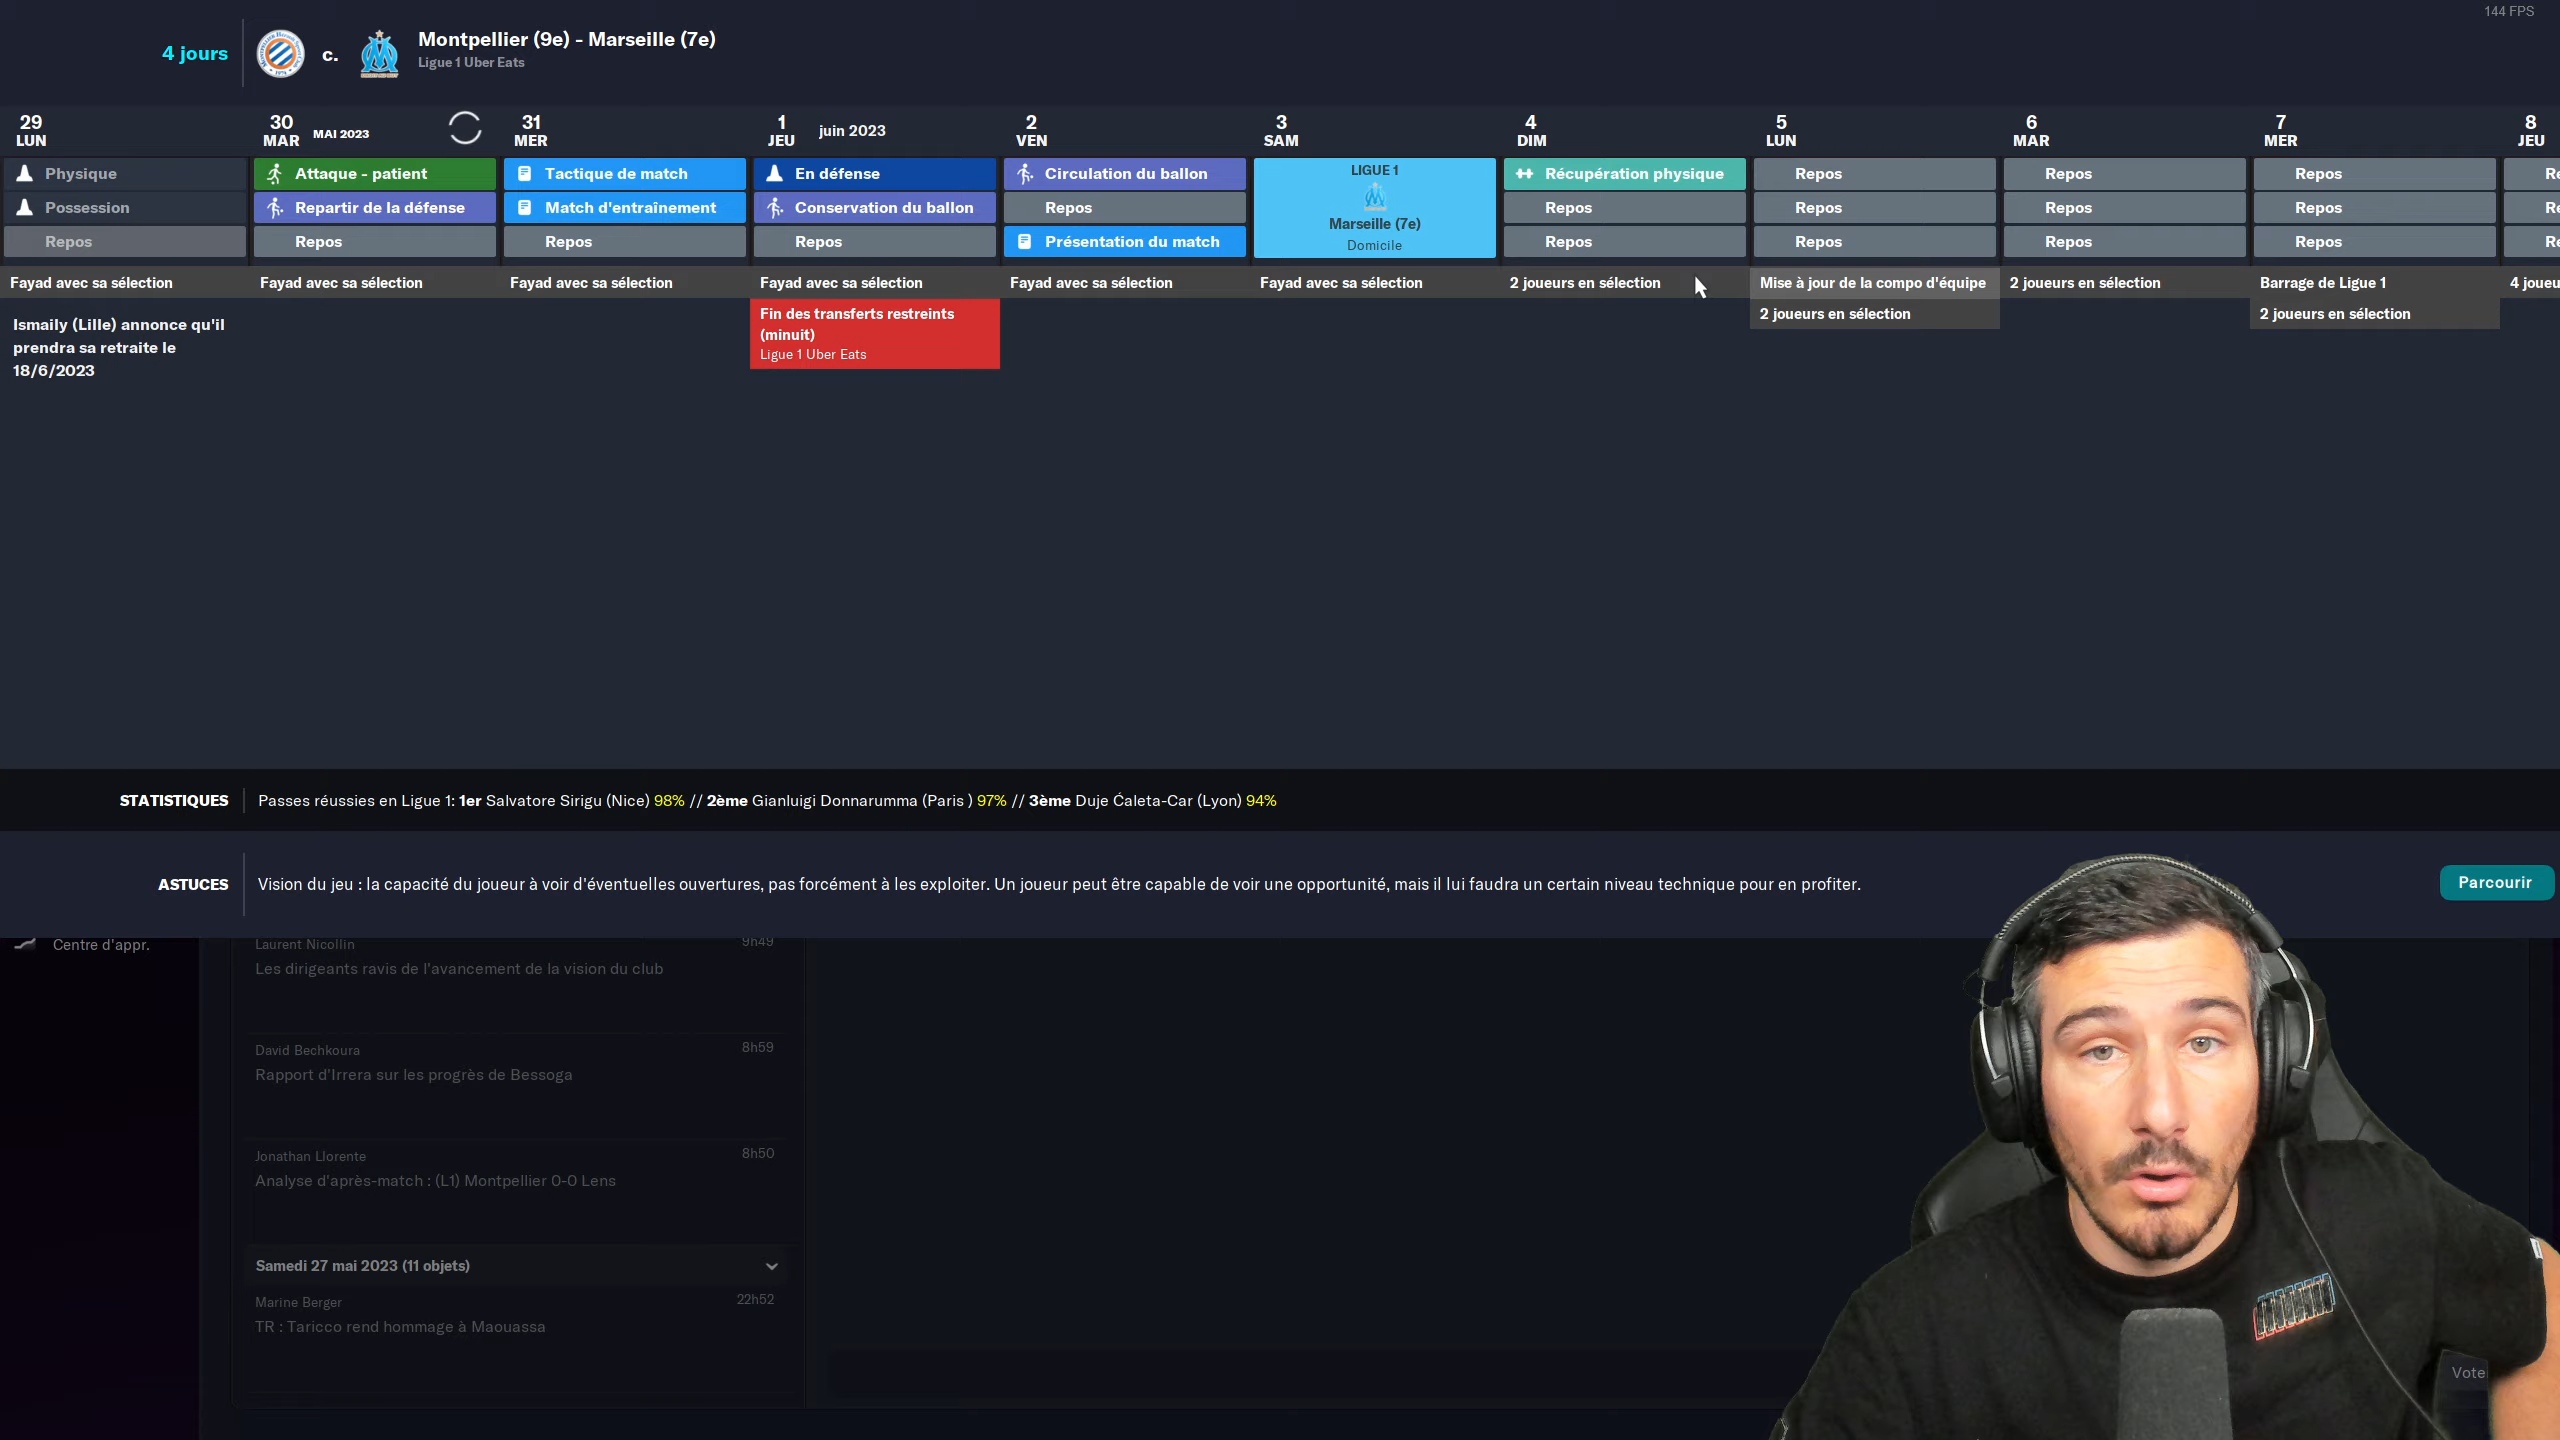 144 FPS
4 jours
c.
Montpellier (9e) - Marseille (7e)
Ligue 1 Uber Eats
29
LUN
30
MAR
MAI 2023
31
MER
1
JEU
juin 2023
2
VEN
3
SAM
4
DIM
5
LUN
6
MAR
7
MER
8
JEU
Physique
Attaque - patient
Tactique de match
En défense
Circulation du ballon
LIGUE 1
Marseille (7e)
Domicile
Récupération physique
Repos
Repos
Repos
Possession
Repartir de la défense
Match d'entraînement
Conservation du ballon
Repos
Repos
Repos
Repos
Repos
Repos
Repos
Repos
Repos
Présentation du match
Repos
Repos
Repos
Repos
Fayad avec sa sélection
Fayad avec sa sélection
Fayad avec sa sélection
Fayad avec sa sélection
Fayad avec sa sélection
Fayad avec sa sélection
2 joueurs en sélection
Mise à jour de la compo d'équipe
2 joueurs en sélection
Barrage de Ligue 1
2 joueurs en sélection
2 joueurs en sélection
Ismaily (Lille) annonce qu'il
prendra sa retraite le
18/6/2023
Fin des transferts restreints
(minuit)
Ligue 1 Uber Eats
STATISTIQUES
Passes réussies en Ligue 1: 1er Salvatore Sirigu (Nice) 98% // 2ème Gianluigi Donnarumma (Paris ) 97% // 3ème Duje Ćaleta-Car (Lyon) 94%
ASTUCES
Vision du jeu : la capacité du joueur à voir d'éventuelles ouvertures, pas forcément à les exploiter. Un joueur peut être capable de voir une opportunité, mais il lui faudra un certain niveau technique pour en profiter.
Parcourir
Centre d'appr.
Laurent Nicollin
9h49
Les dirigeants ravis de l'avancement de la vision du club
David Bechkoura
8h59
Rapport d'Irrera sur les progrès de Bessoga
Jonathan Llorente
8h50
Analyse d'après-match : (L1) Montpellier 0-0 Lens
Samedi 27 mai 2023 (11 objets)
Marine Berger
22h52
TR : Taricco rend hommage à Maouassa